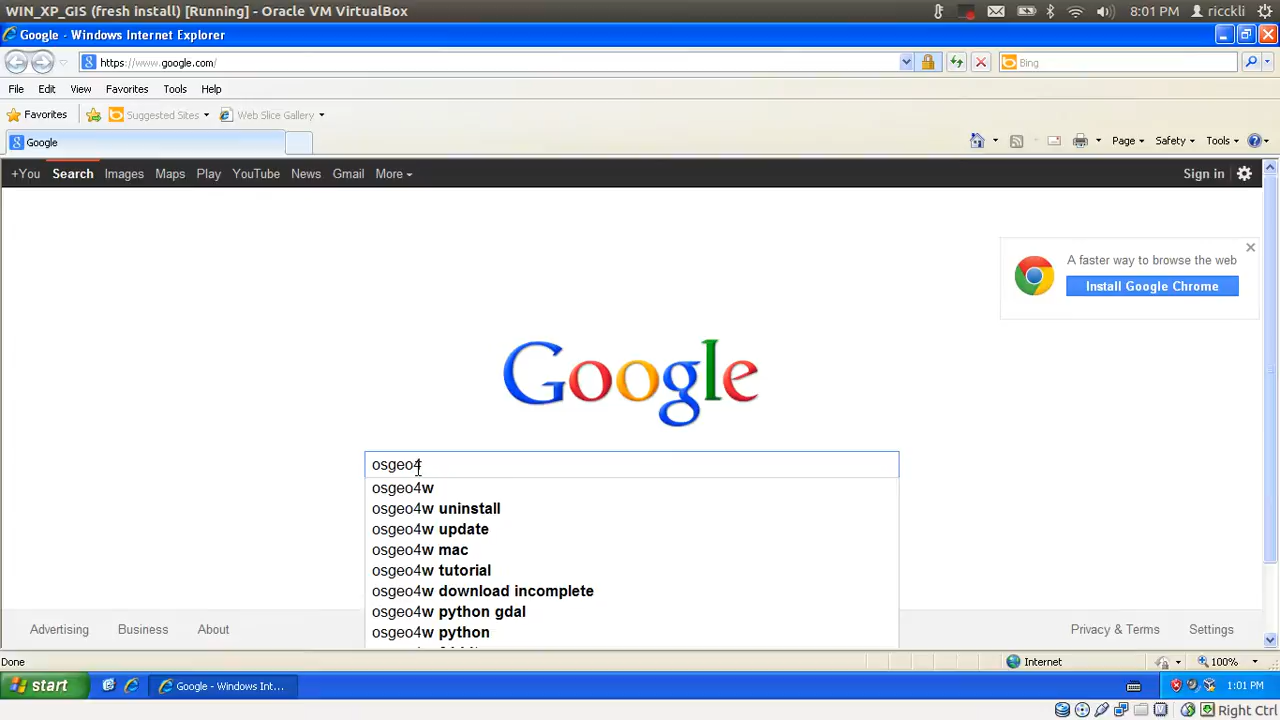 WIN_XP_GIS (fresh install) [Running] - Oracle VM VirtualBox
8:01 PM ricckli
Google - Windows Internet Explorer
https://www.google.com/
Bing
File Edit View Favorites Tools Help
Favorites Suggested Sites Web Slice Gallery
Google
Page Safety Tools
+You Search Images Maps Play YouTube News Gmail More Sign in
A faster way to browse the web
Install Google Chrome
Google
osgeo4
osgeo4w
osgeo4w uninstall
osgeo4w update
osgeo4w mac
osgeo4w tutorial
osgeo4w download incomplete
osgeo4w python gdal
osgeo4w python
Advertising Business About Privacy & Terms Settings
Done Internet 100%
start Google - Windows Int... 1:01 PM
Right Ctrl